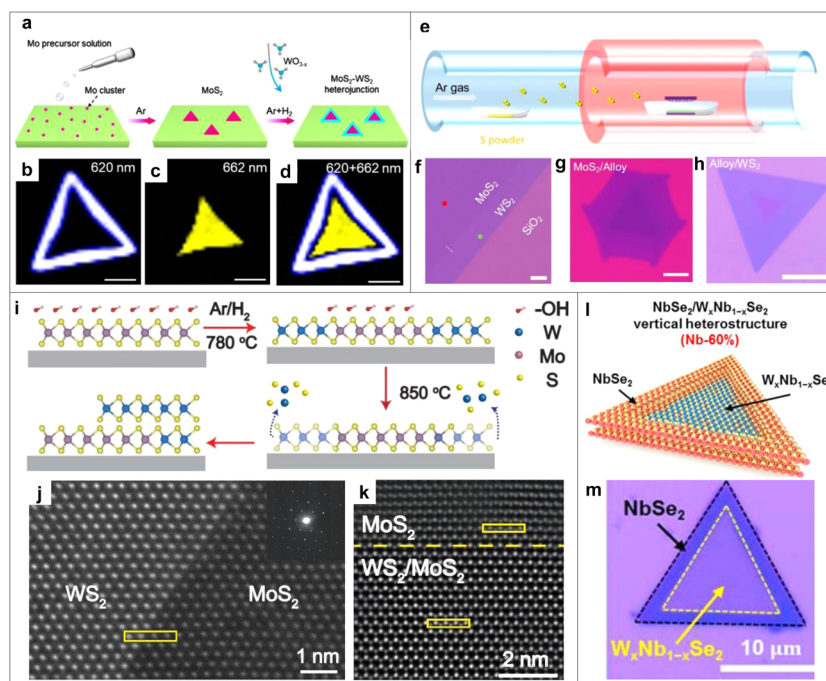 a
Mo precursor solution
Mo cluster
Ar
MoS2
Ar+H2
WO3-x
MoS2-WS2
heterojunction
b
620 nm
c
662 nm
d
620+662 nm
e
Ar gas
S powder
f
MoS2
WS2
SiO2
g
MoS2/Alloy
h
Alloy/WS2
i
Ar/H2
780 ºC
850 ºC
-OH
W
Mo
S
j
WS2
MoS2
1 nm
k
MoS2
WS2/MoS2
2 nm
l
NbSe2/WxNb1-xSe2
vertical heterostructure
(Nb-60%)
NbSe2
WxNb1-xSe
m
NbSe2
WxNb1-xSe2
10 µm